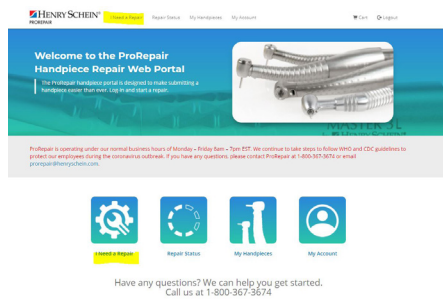 HENRY SCHEIN®
PROREPAIR
I Need a Repair Repair Status My Handpieces My Account Cart Logout
Welcome to the ProRepair
Handpiece Repair Web Portal
The ProRepair handpiece portal is designed to make submitting a
handpiece easier than ever. Log in and start a repair.
MASTER SL
ProRepair is operating under our normal business hours of Monday – Friday 8am – 7pm EST. We continue to take steps to follow WHO and CDC guidelines to
protect our employees during the coronavirus outbreak. If you have any questions, please contact ProRepair at 1-800-367-3674 or email
prorepair@henryschein.com.
I Need a Repair Repair Status My Handpieces My Account
Have any questions? We can help you get started.
Call us at 1-800-367-3674